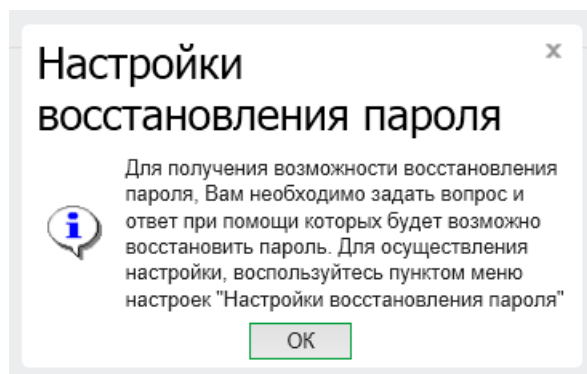 Настройки
восстановления пароля
Для получения возможности восстановления
пароля, Вам необходимо задать вопрос и
ответ при помощи которых будет возможно
восстановить пароль. Для осуществления
настройки, воспользуйтесь пунктом меню
настроек "Настройки восстановления пароля"
ОК